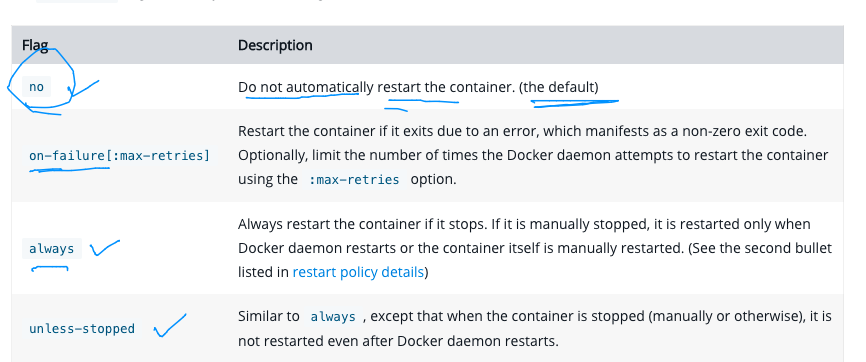 Flag Description
no Do not automatically restart the container. (the default)
Restart the container if it exits due to an error, which manifests as a non-zero exit code.
on-failure[:max-retries] Optionally, limit the number of times the Docker daemon attempts to restart the container
using the :max-retries option.
Always restart the container if it stops. If it is manually stopped, it is restarted only when
always Docker daemon restarts or the container itself is manually restarted. (See the second bullet
listed in restart policy details)
Similar to always , except that when the container is stopped (manually or otherwise), it is
unless-stopped
not restarted even after Docker daemon restarts.